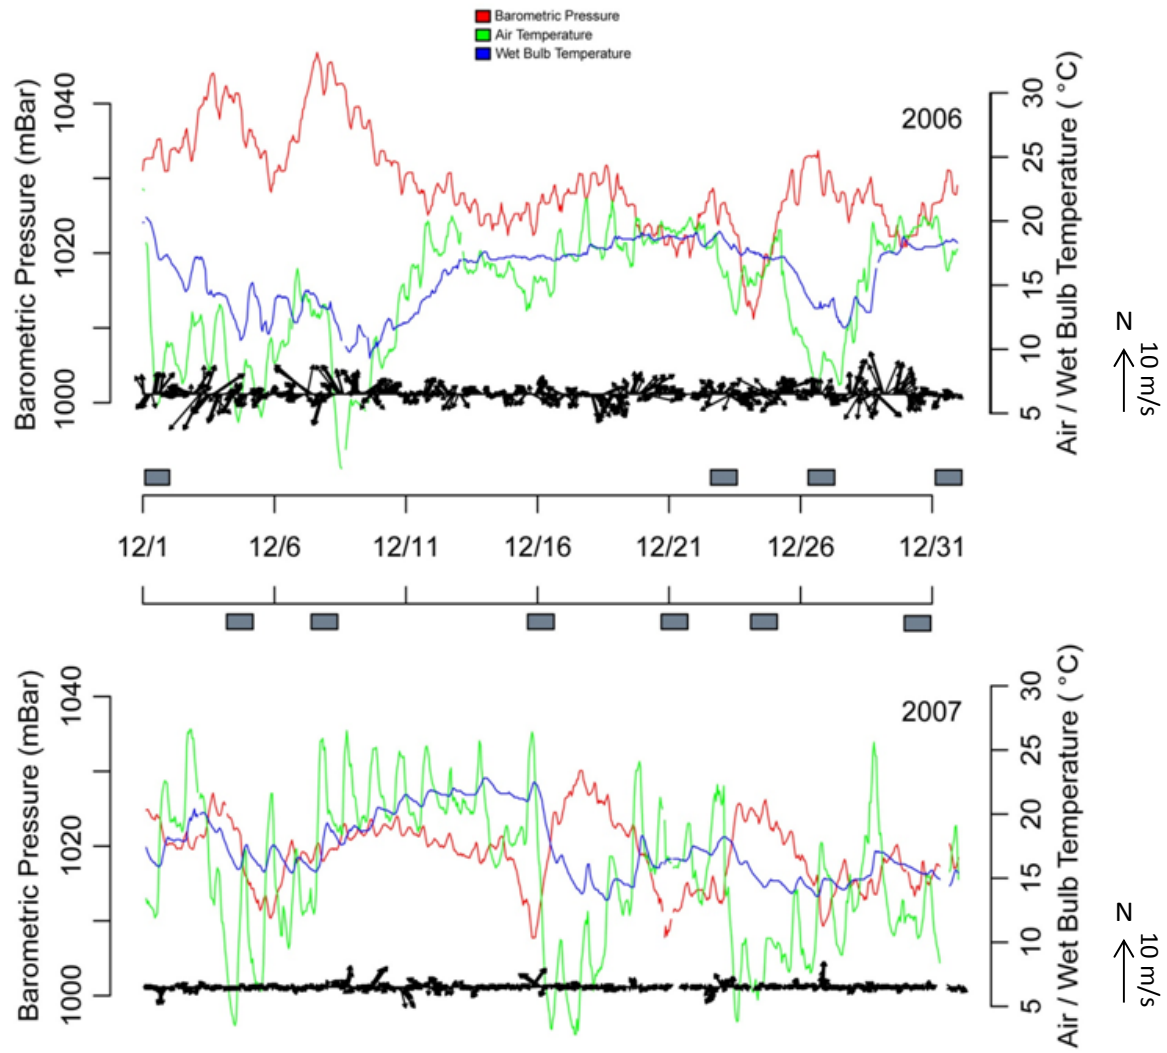 Barometric Pressure
Air Temperature
Wet Bulb Temperature
Barometric Pressure (mBar)
1040
1020
1000
2006
30
25
20
15
10
5
Air / Wet Bulb Temperature ( °C)
N
10 m/s
12/1
12/6
12/11
12/16
12/21
12/26
12/31
Barometric Pressure (mBar)
1040
1020
1000
2007
30
25
20
15
10
5
Air / Wet Bulb Temperature ( °C)
N
10 m/s